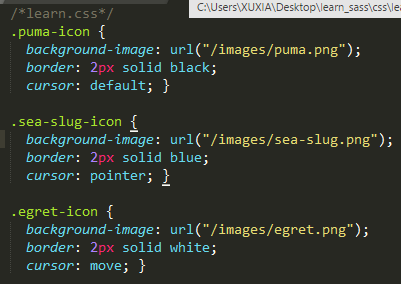 C:\Users\XUXIA\Desktop\learn_sass\css\lea
/*learn.css*/
.puma-icon {
  background-image: url("/images/puma.png");
  border: 2px solid black;
  cursor: default; }
.sea-slug-icon {
  background-image: url("/images/sea-slug.png");
  border: 2px solid blue;
  cursor: pointer; }
.egret-icon {
  background-image: url("/images/egret.png");
  border: 2px solid white;
  cursor: move; }